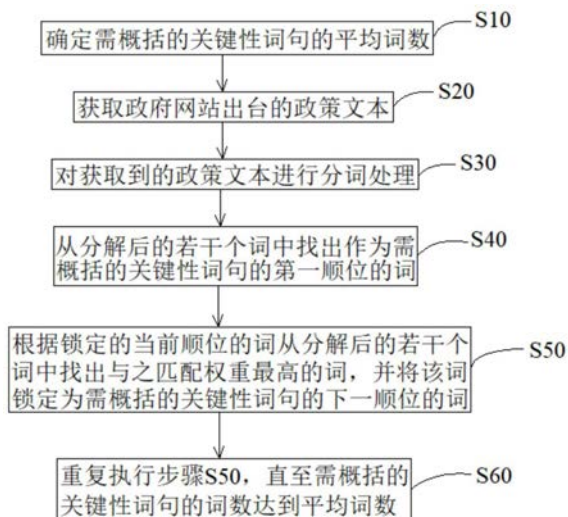 确定需概括的关键性词句的平均词数
S10
获取政府网站出台的政策文本
S20
对获取到的政策文本进行分词处理
S30
从分解后的若干个词中找出作为需
概括的关键性词句的第一顺位的词
S40
根据锁定的当前顺位的词从分解后的若干个
词中找出与之匹配权重最高的词，并将该词
锁定为需概括的关键性词句的下一顺位的词
S50
重复执行步骤S50，直至需概括的
关键性词句的词数达到平均词数
S60